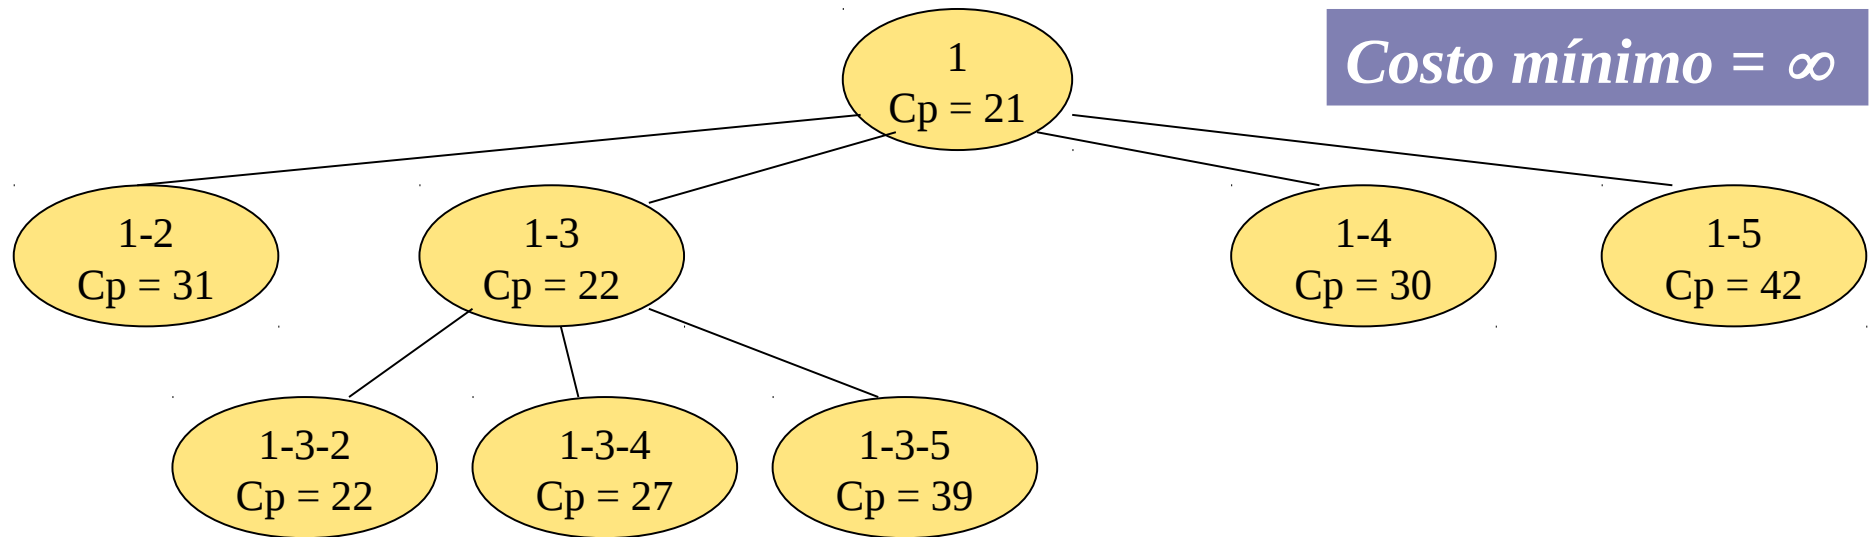 1
Cp = 21
Costo mínimo = ∞
1-2
Cp = 31
1-3
Cp = 22
1-4
Cp = 30
1-5
Cp = 42
1-3-2
Cp = 22
1-3-4
Cp = 27
1-3-5
Cp = 39